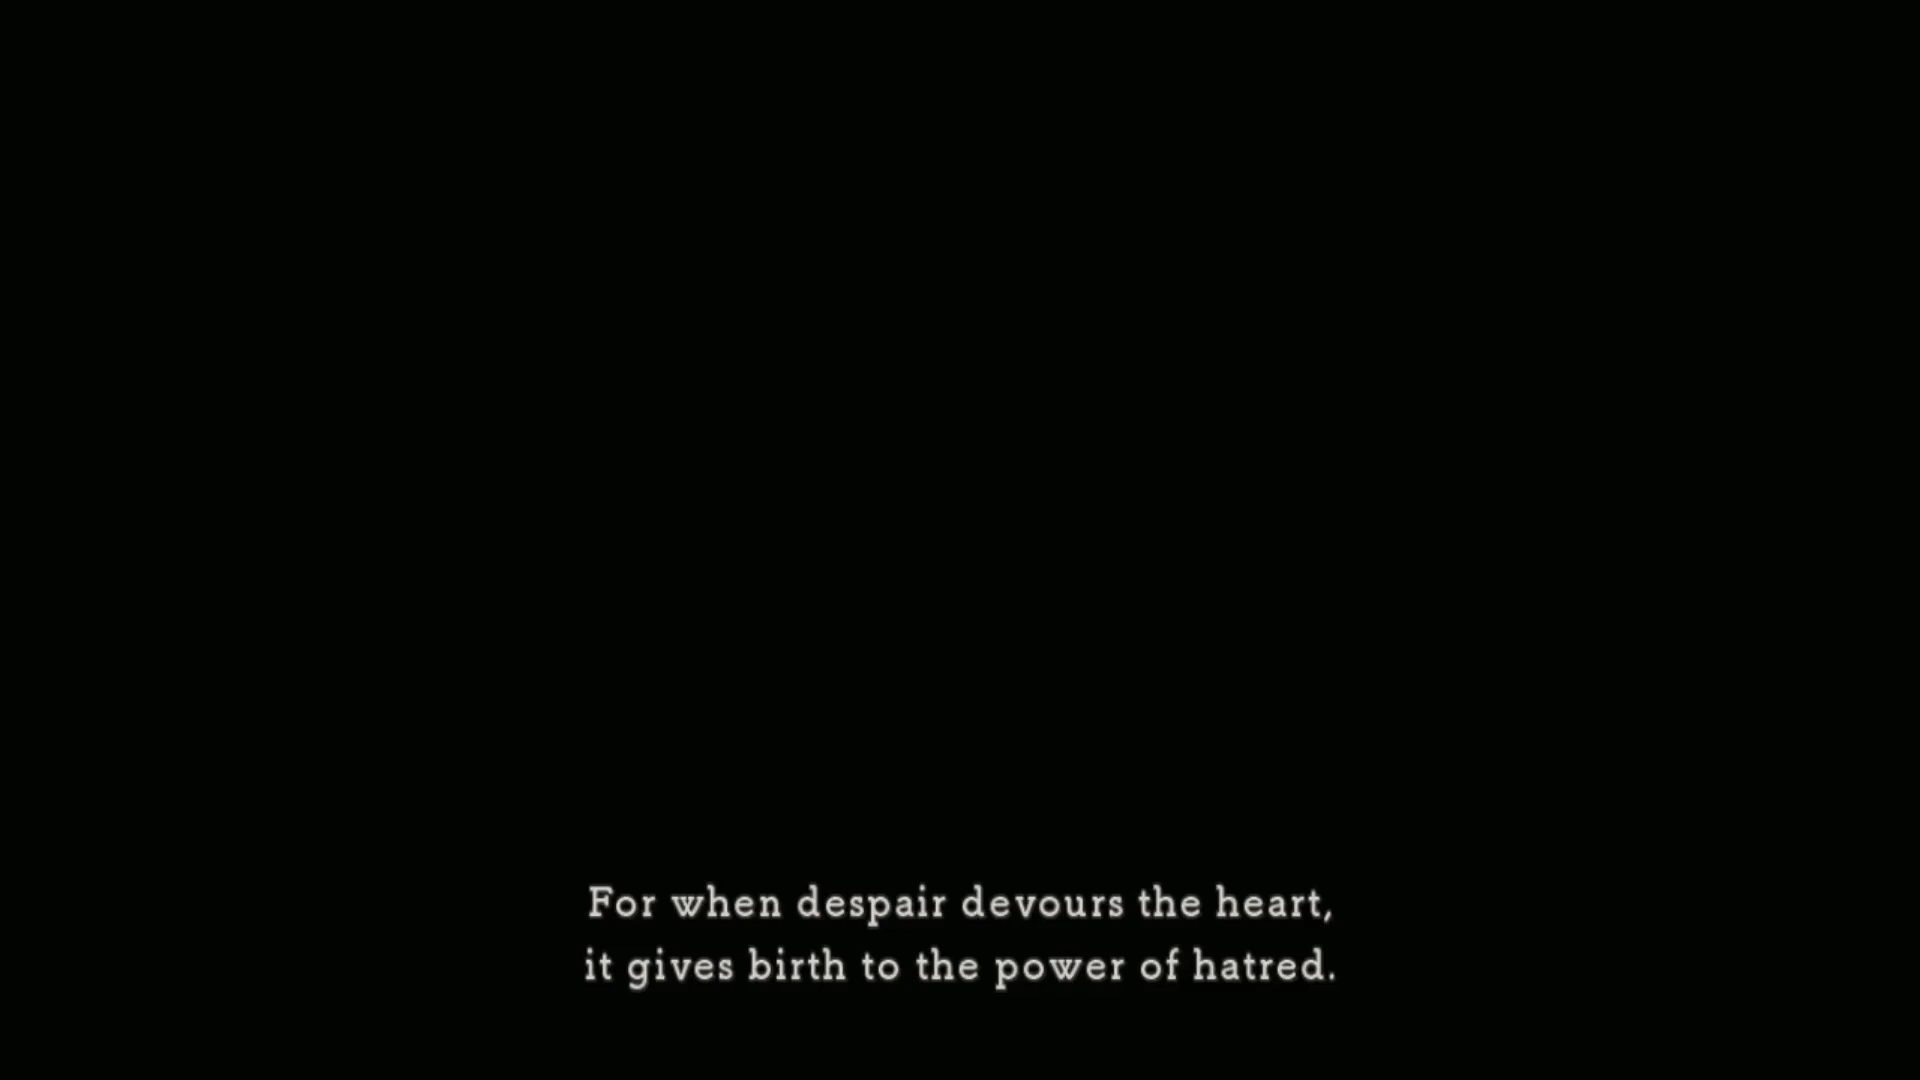 For when despair devours the heart,
it gives birth to the power of hatred.